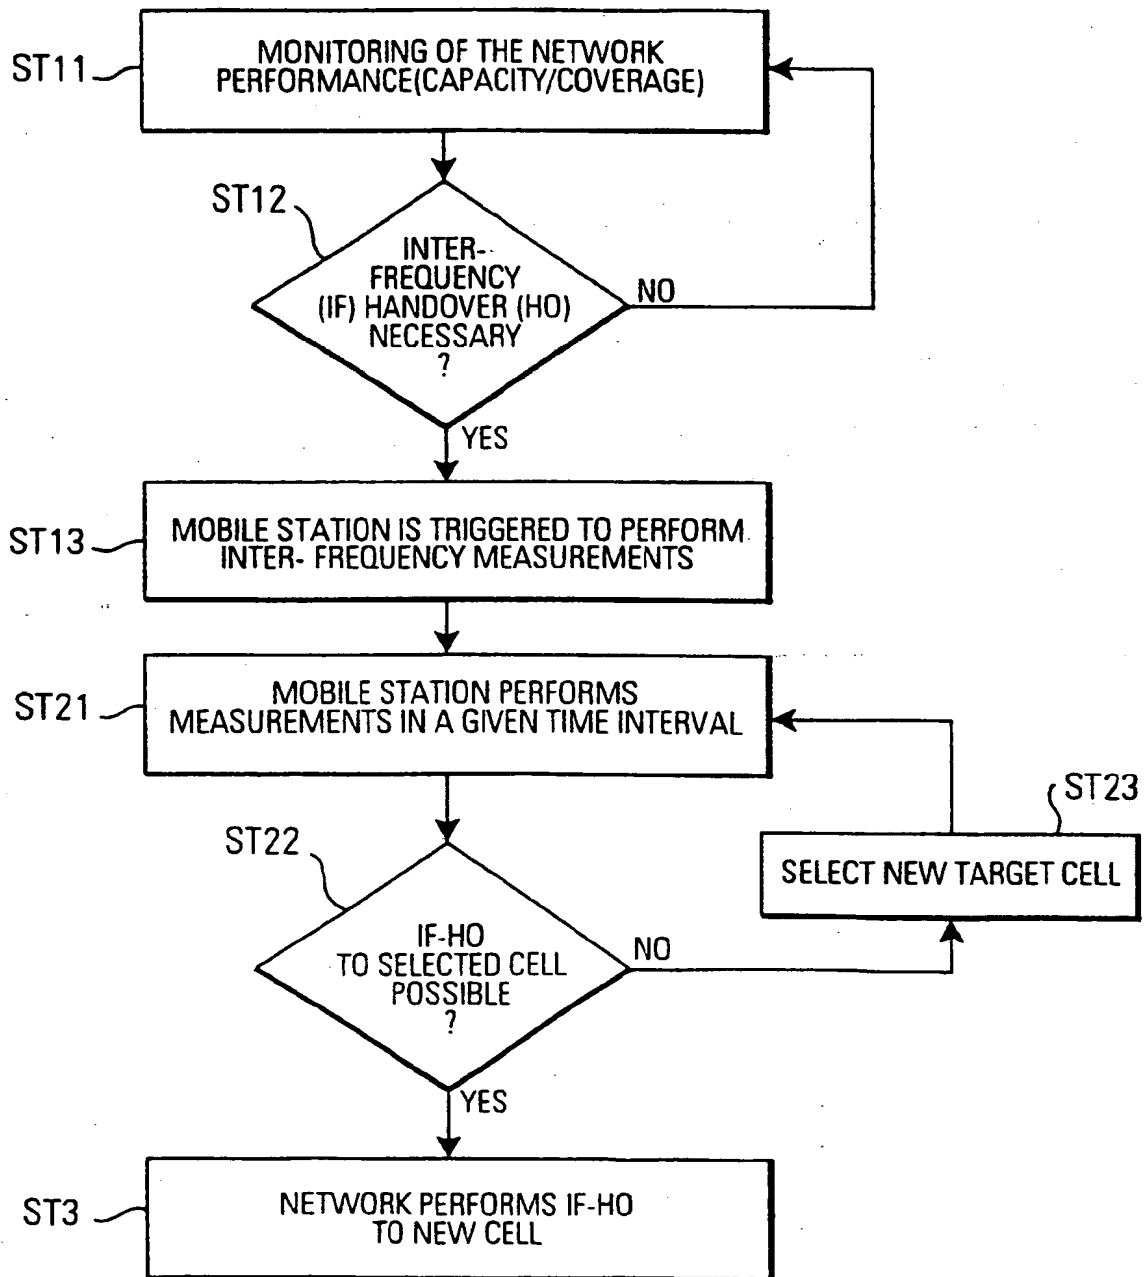 ST11
MONITORING OF THE NETWORK
PERFORMANCE(CAPACITY/COVERAGE)
ST12
INTER-
FREQUENCY
(IF) HANDOVER (HO)
NECESSARY
?
NO
YES
ST13
MOBILE STATION IS TRIGGERED TO PERFORM
INTER- FREQUENCY MEASUREMENTS
ST21
MOBILE STATION PERFORMS
MEASUREMENTS IN A GIVEN TIME INTERVAL
ST23
SELECT NEW TARGET CELL
ST22
IF-HO
TO SELECTED CELL
POSSIBLE
?
NO
YES
ST3
NETWORK PERFORMS IF-HO
TO NEW CELL